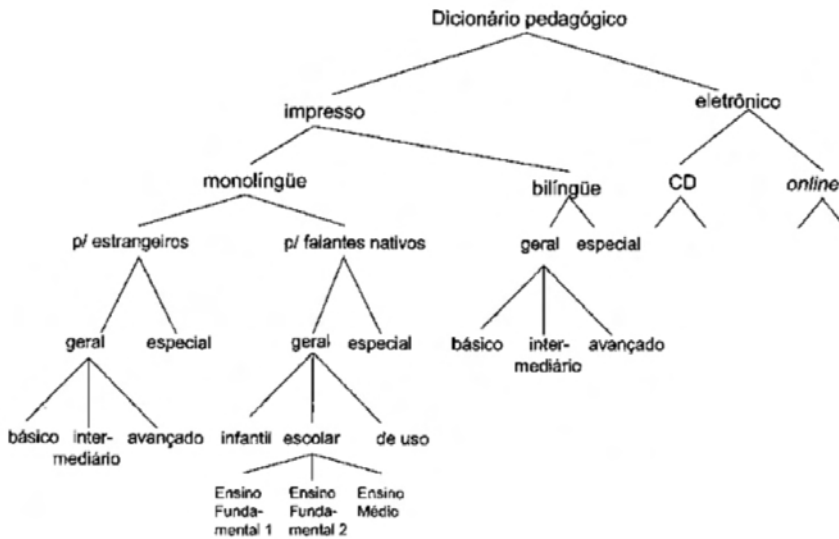 Dicionário pedagógico
impresso
eletrônico
monolíngüe
bilíngüe
CD
online
p/ estrangeiros
p/ falantes nativos
geral
especial
geral
especial
geral
especial
básico
inter-
mediário
avançado
básico
inter-
mediário
avançado
infantil
escolar
de uso
Ensino
Funda-
mental 1
Ensino
Funda-
mental 2
Ensino
Médio